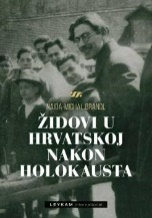 NAIDA-MICHAL BRANDL
ŽIDOVI U
HRVATSKOJ
NAKON
HOLOKAUSTA
LEYKAM